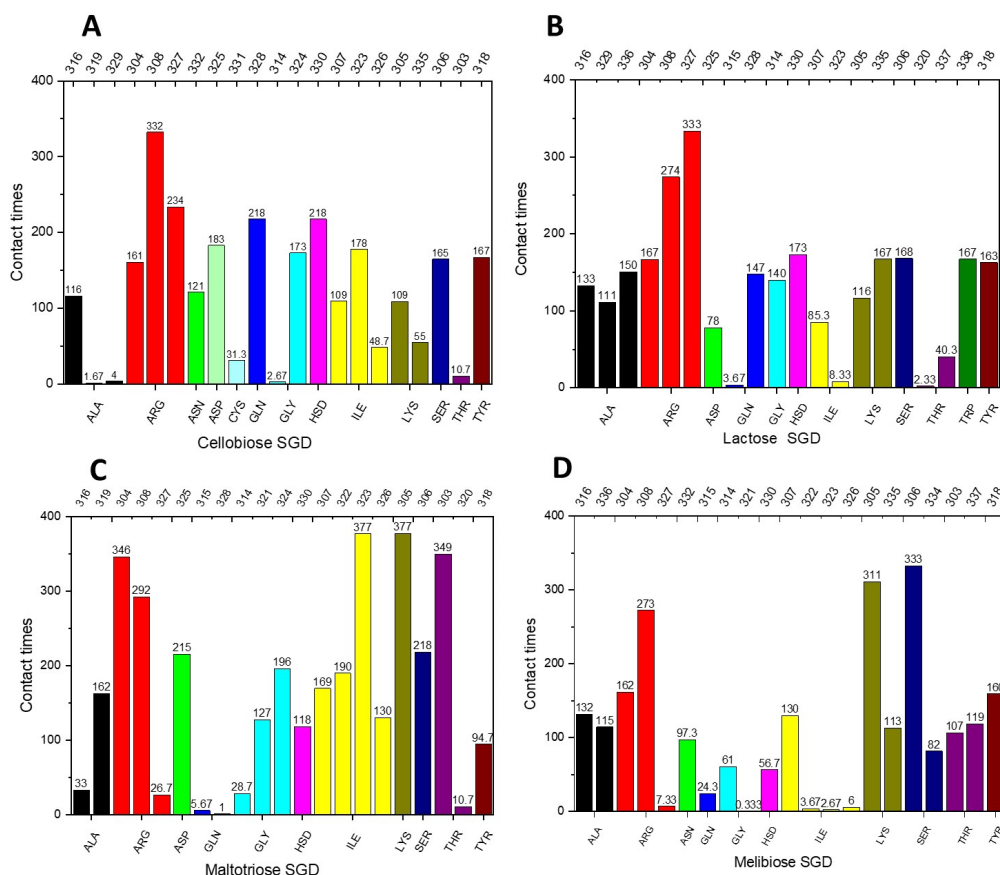 A
316 319 329 304 308 327 332 325 331 328 314 324 330 307 323 326 305 335 306 303 318
400
300
200
100
0
Contact times
116 1.67 4 161 332 234 121 183 31.3 218 2.67 173 218 109 178 48.7 109 55 165 10.7 167
ALA ARG ASN ASP CYS GLN GLY HSD ILE LYS SER THR TYR
Cellobiose SGD
B
316 329 336 304 308 327 325 315 328 314 330 307 323 305 335 306 320 337 338 318
400
300
200
100
0
Contact times
133 111 150 167 274 333 78 3.67 147 140 173 85.3 8.33 116 167 168 2.33 40.3 167 163
ALA ARG ASP GLN GLY HSD ILE LYS SER THR TRP TYR
Lactose SGD
C
316 319 304 308 327 325 315 328 314 321 324 330 307 322 323 326 305 306 303 320 318
400
300
200
100
0
Contact times
33 162 346 292 26.7 215 5.67 1 28.7 127 196 118 169 190 377 130 377 218 349 10.7 94.7
ALA ARG ASP GLN GLY HSD ILE LYS SER THR TYR
Maltotriose SGD
D
316 336 304 308 327 332 315 314 321 330 307 322 323 326 305 335 306 334 303 337 318
400
300
200
100
0
Contact times
132 115 162 273 7.33 97.3 24.3 61 0.333 56.7 130 3.67 2.67 6 311 113 333 82 107 119
ALA ARG ASN GLN GLY HSD ILE LYS SER THR TYR
Melibiose SGD